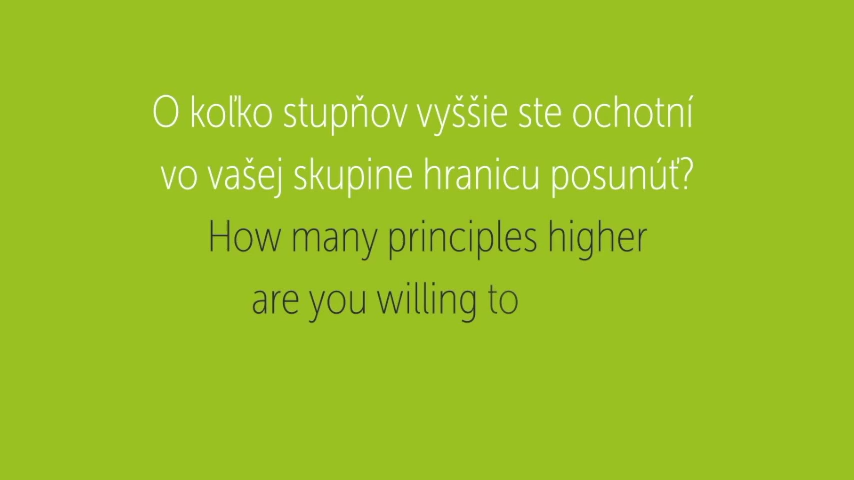 O koľko stupňov vyššie ste ochotní
vo vašej skupine hranicu posunúť?
How many principles higher
are you willing to